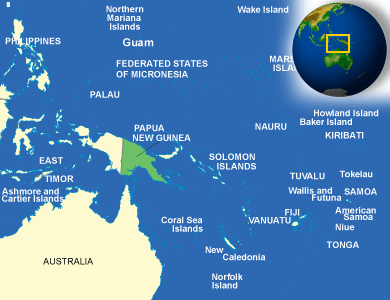 Northern
Mariana
Islands
Wake Island
PHILIPPINES
Guam
FEDERATED STATES
OF MICRONESIA
PALAU
Howland Island
Baker Island
NAURU
KIRIBATI
PAPUA
NEW GUINEA
EAST
TIMOR
SOLOMON
ISLANDS
TUVALU
Tokelau
Ashmore and
Cartier Islands
Wallis and
Futuna
SAMOA
Coral Sea
Islands
VANUATU
FIJI
American
Samoa
Niue
New
Caledonia
TONGA
AUSTRALIA
Norfolk
Island